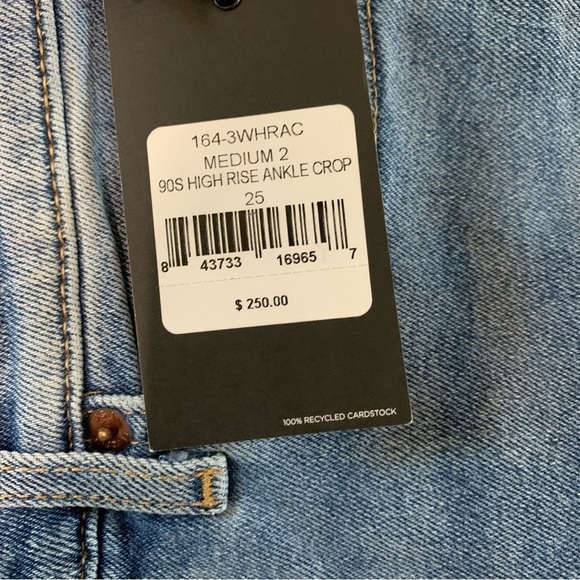 164-3WHRAC
MEDIUM 2
90S HIGH RISE ANKLE CROP
25
8 43733 16965 7
$ 250.00
100% RECYCLED CARDSTOCK